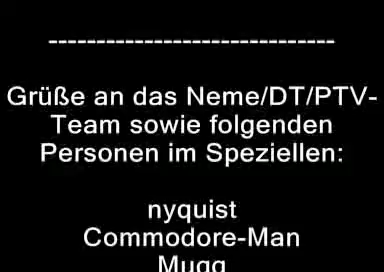 ------------------------------
Grüße an das Neme/DT/PTV-
Team sowie folgenden
Personen im Speziellen:
nyquist
Commodore-Man